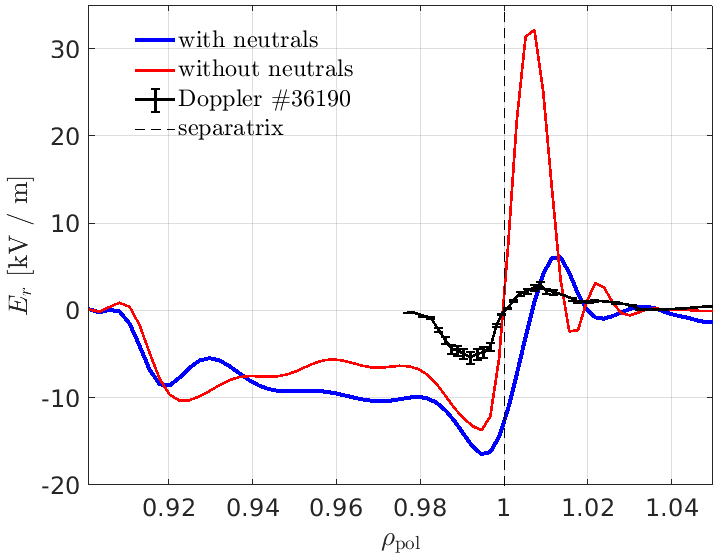 with neutrals
without neutrals
Doppler #36190
separatrix
30
20
10
0
-10
-20
E_r [kV / m]
0.92 0.94 0.96 0.98 1 1.02 1.04
ρ_pol